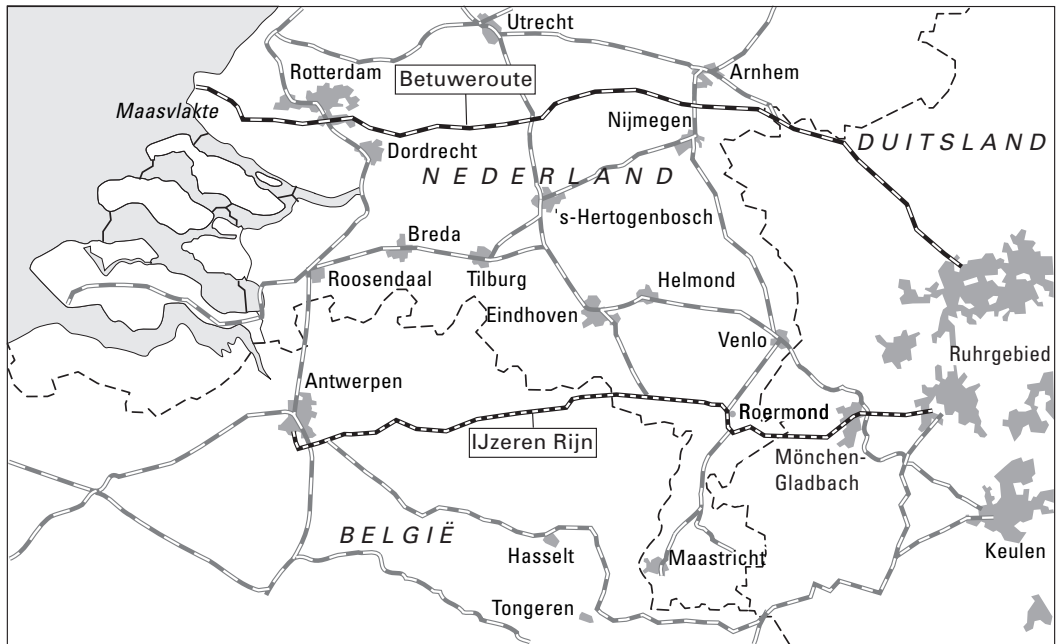 Utrecht
Rotterdam
Arnhem
Betuweroute
Maasvlakte
Nijmegen
DUITSLAND
Dordrecht
NEDERLAND
's-Hertogenbosch
Breda
Roosendaal
Tilburg
Helmond
Eindhoven
Venlo
Ruhrgebied
Antwerpen
Roermond
IJzeren Rijn
Mönchen-
Gladbach
BELGIË
Hasselt
Maastricht
Keulen
Tongeren